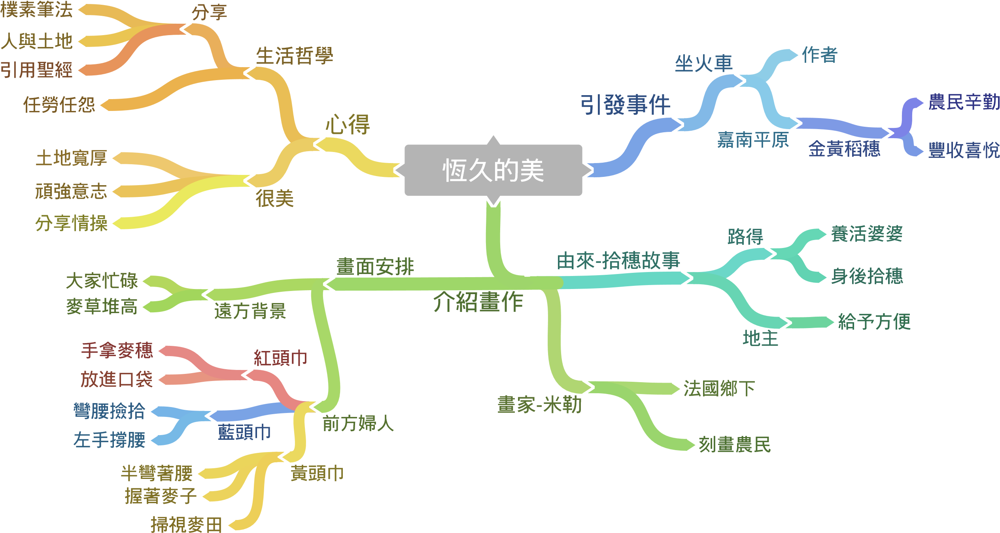 恆久的美
引發事件
坐火車
作者
嘉南平原
金黃稻穗
農民辛勤
豐收喜悅
介紹畫作
由來-拾穗故事
路得
養活婆婆
身後拾穗
地主
給予方便
畫家-米勒
法國鄉下
刻畫農民
畫面安排
遠方背景
大家忙碌
麥草堆高
前方婦人
紅頭巾
手拿麥穗
放進口袋
藍頭巾
彎腰撿拾
左手撐腰
黃頭巾
半彎著腰
握著麥子
掃視麥田
心得
生活哲學
分享
樸素筆法
人與土地
引用聖經
任勞任怨
很美
土地寬厚
頑強意志
分享情操